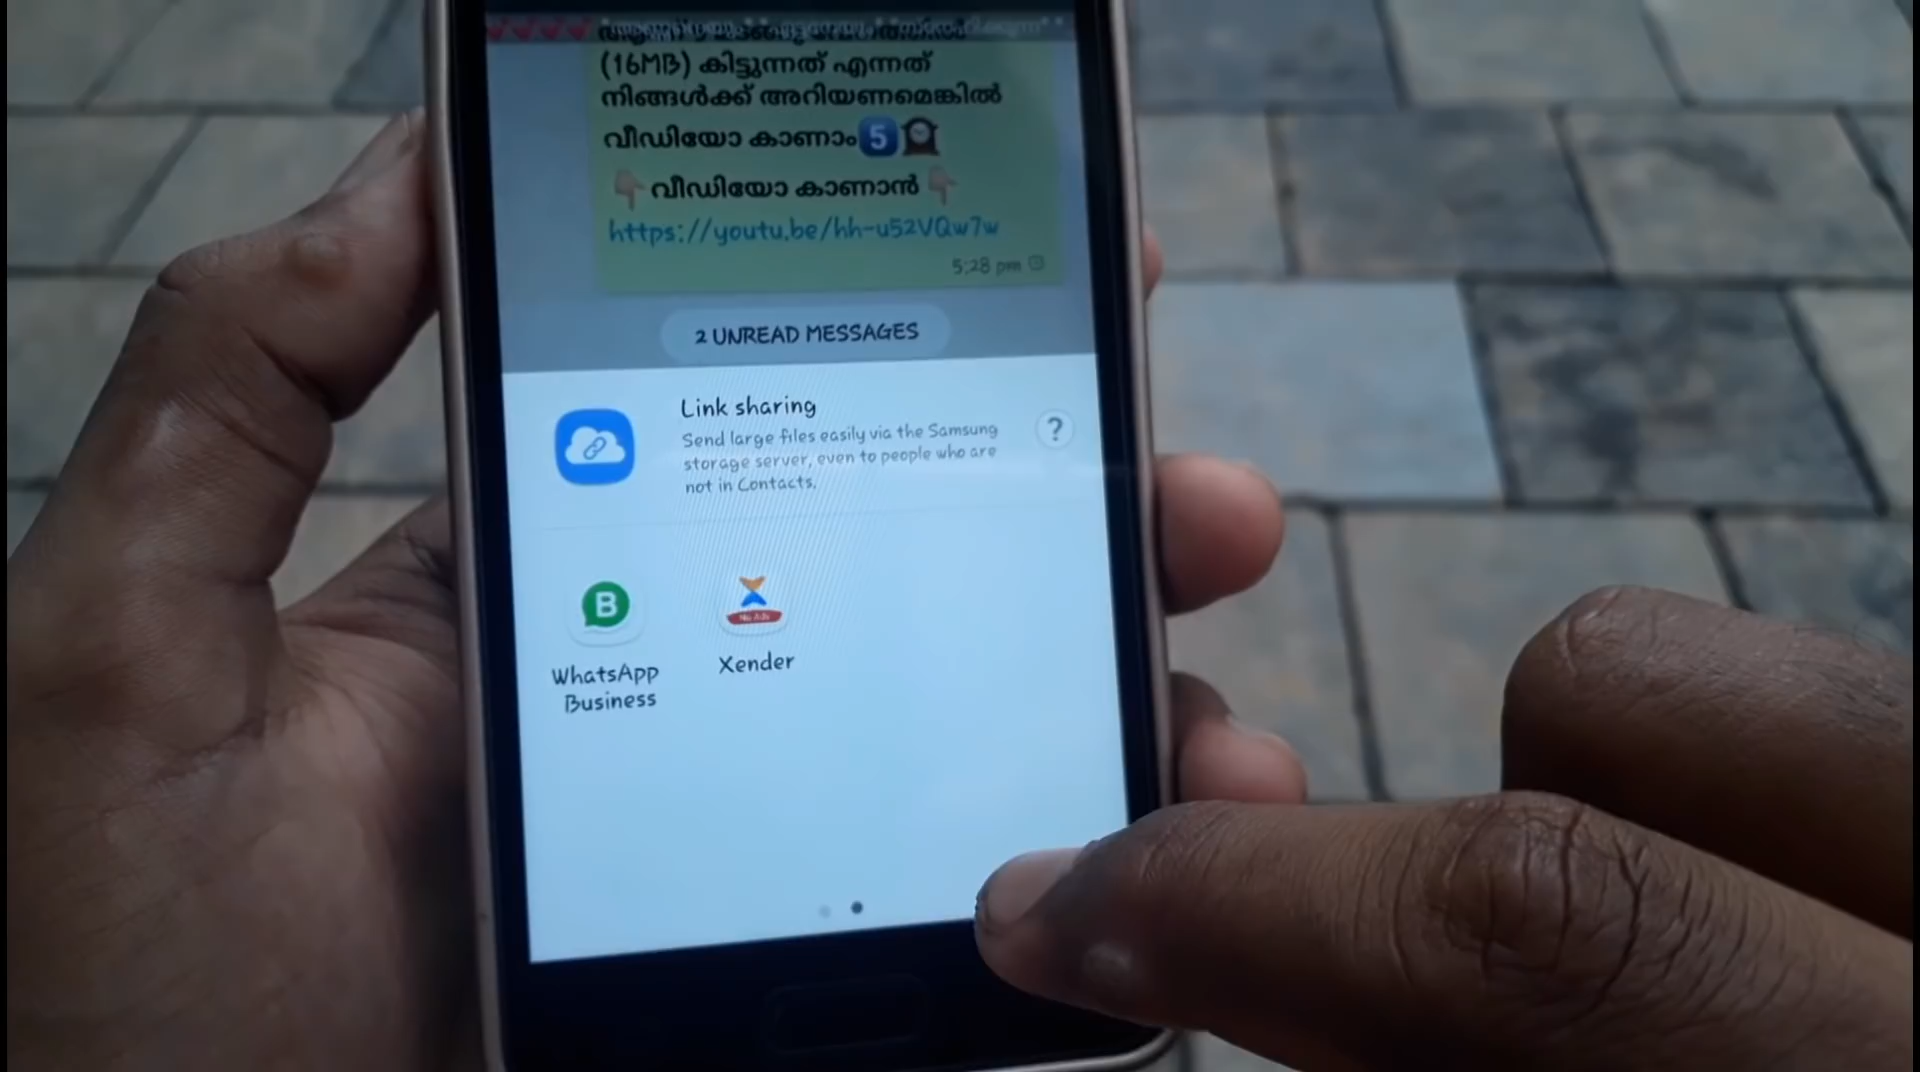 (16MB) കിട്ടുന്നത് എന്നത്
നിങ്ങൾക്ക് അറിയണമെങ്കിൽ
വീഡിയോ കാണാം5️⃣🕰
👇🏻വീഡിയോ കാണാൻ👇🏻
https://youtu.be/hh-u52VQw7w
5:28 pm
2 UNREAD MESSAGES
Link sharing
Send large files easily via the Samsung
storage server, even to people who are
not in Contacts.
?
B
No Ads
WhatsApp
Business
Xender